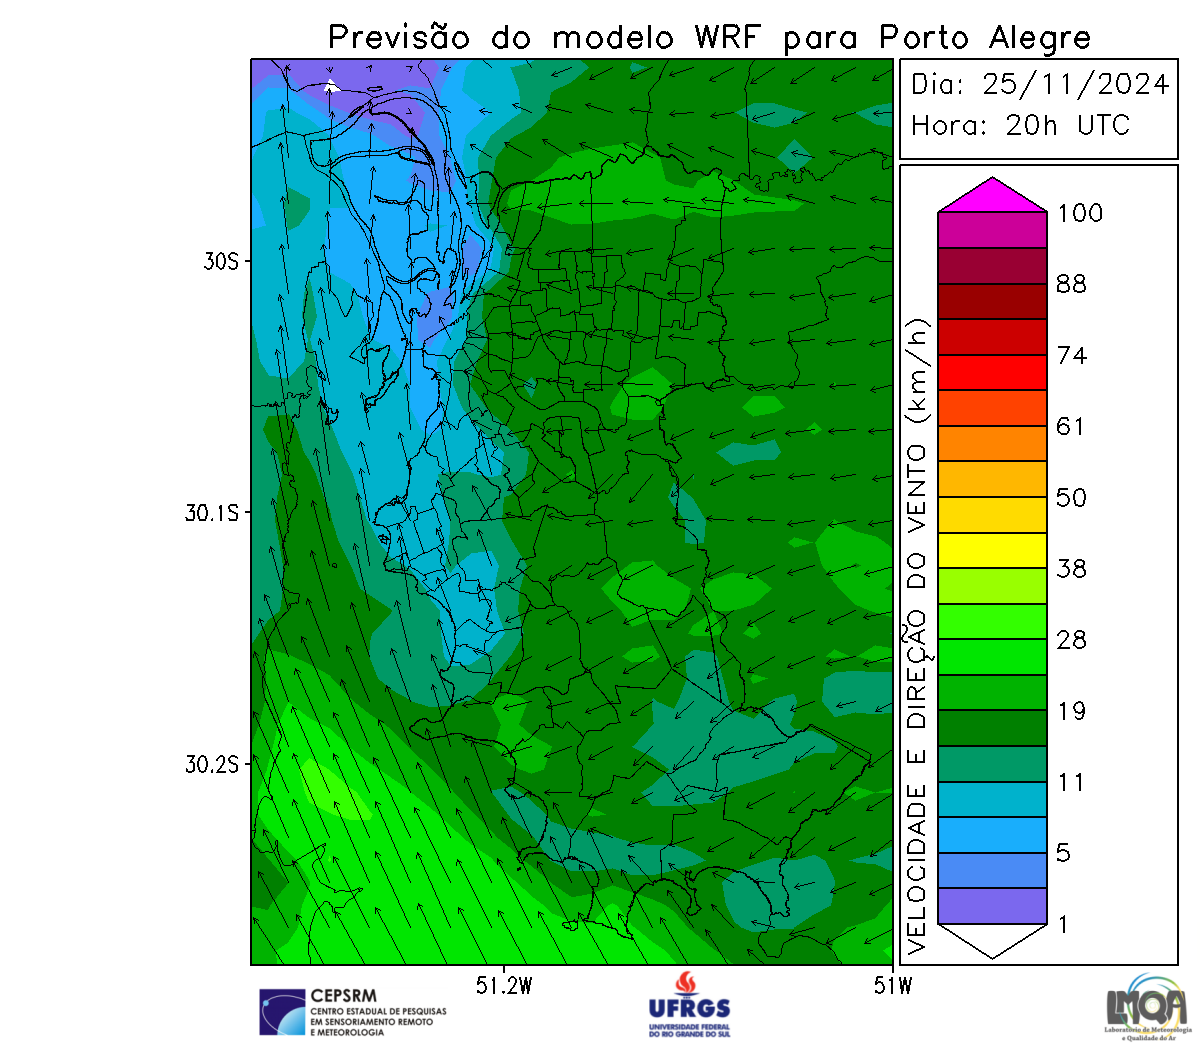 Previsão do modelo WRF para Porto Alegre
Dia: 25/11/2024
Hora: 20h UTC
100
88
74
61
50
38
28
19
11
5
1
VELOCIDADE E DIREÇÃO DO VENTO (km/h)
30S
30.1S
30.2S
51.2W
51W
CEPSRM
CENTRO ESTADUAL DE PESQUISAS
EM SENSORIAMENTO REMOTO
E METEOROLOGIA
UFRGS
UNIVERSIDADE FEDERAL
DO RIO GRANDE DO SUL
LMQA
Laboratório de Meteorologia
e Qualidade do Ar